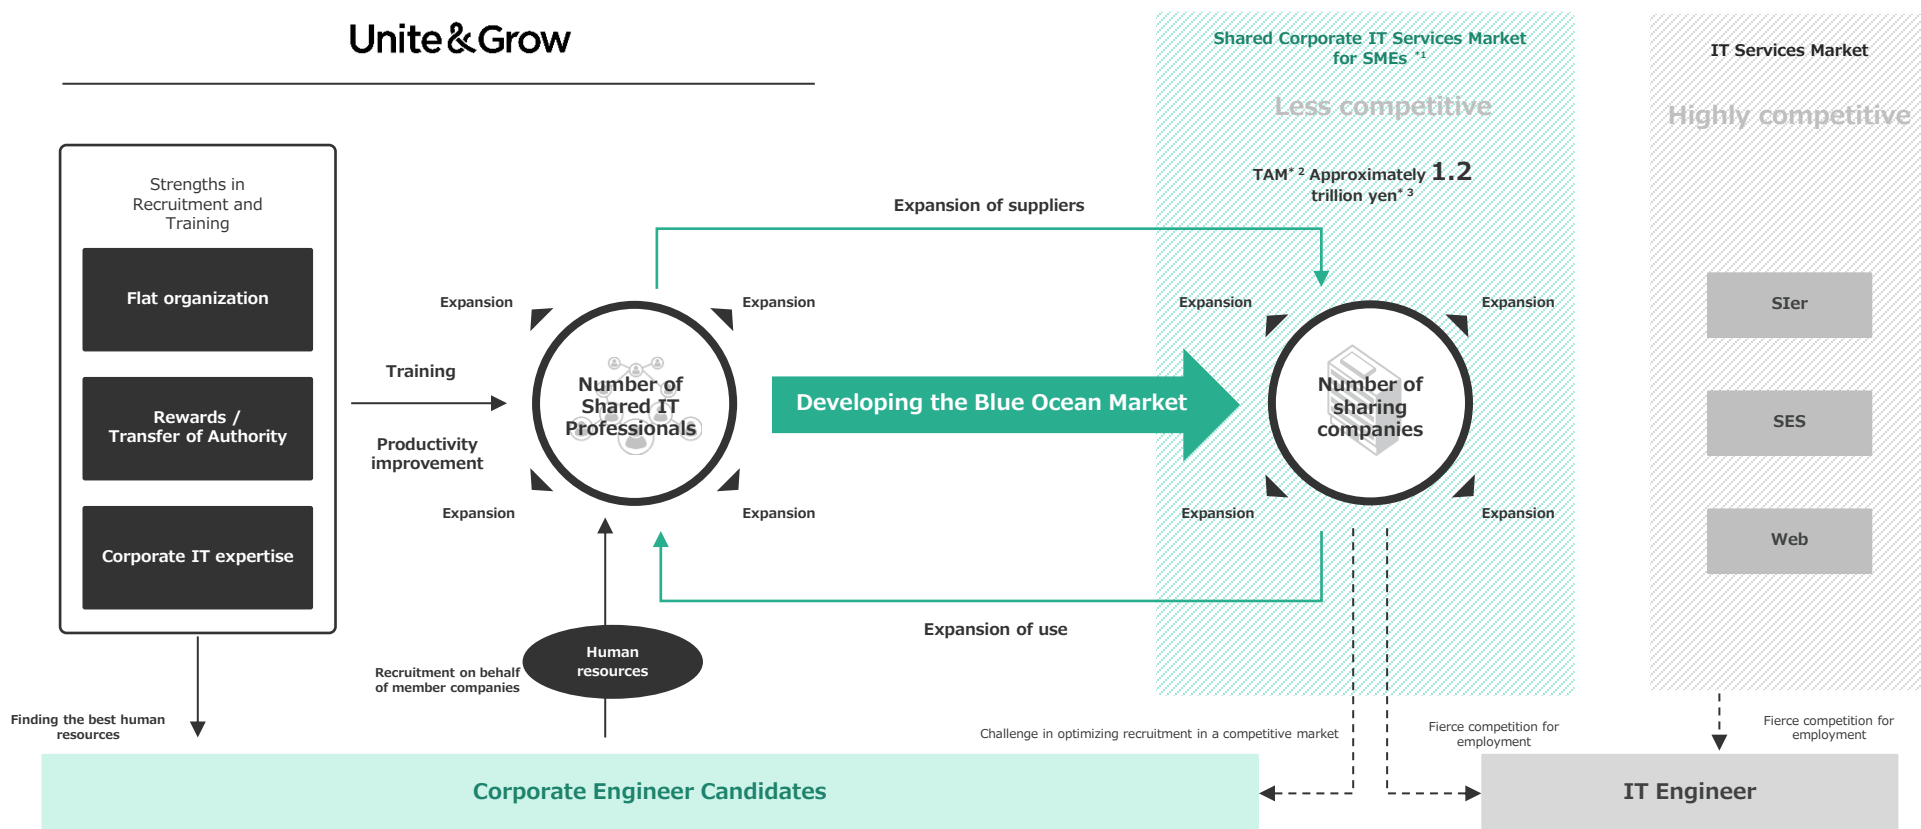 Unite&Grow
Shared Corporate IT Services Market
for SMEs *1
Less competitive
TAM*2 Approximately 1.2
trillion yen*3
IT Services Market
Highly competitive
Strengths in
Recruitment and
Training
Flat organization
Rewards /
Transfer of Authority
Corporate IT expertise
Training
Productivity
improvement
Expansion of suppliers
Expansion
Expansion
Number of
Shared IT
Professionals
Expansion
Expansion
Developing the Blue Ocean Market
Expansion
Expansion
Number of
sharing
companies
Expansion
Expansion
SIer
SES
Web
Expansion of use
Human
resources
Recruitment on behalf
of member companies
Finding the best human
resources
Challenge in optimizing recruitment in a competitive market
Fierce competition for
employment
Fierce competition for
employment
Corporate Engineer Candidates
IT Engineer